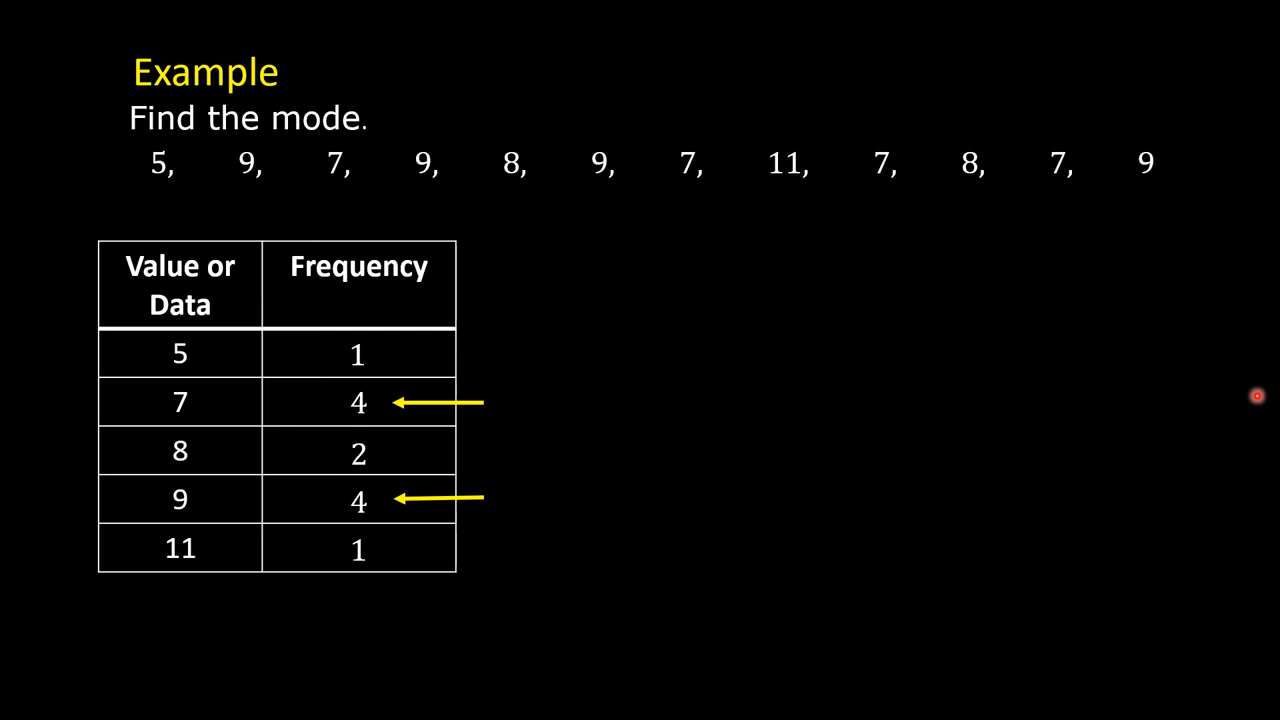 Example
Find the mode.
5, 9, 7, 9, 8, 9, 7, 11, 7, 8, 7, 9
Value or Data Frequency
5 1
7 4
8 2
9 4
11 1